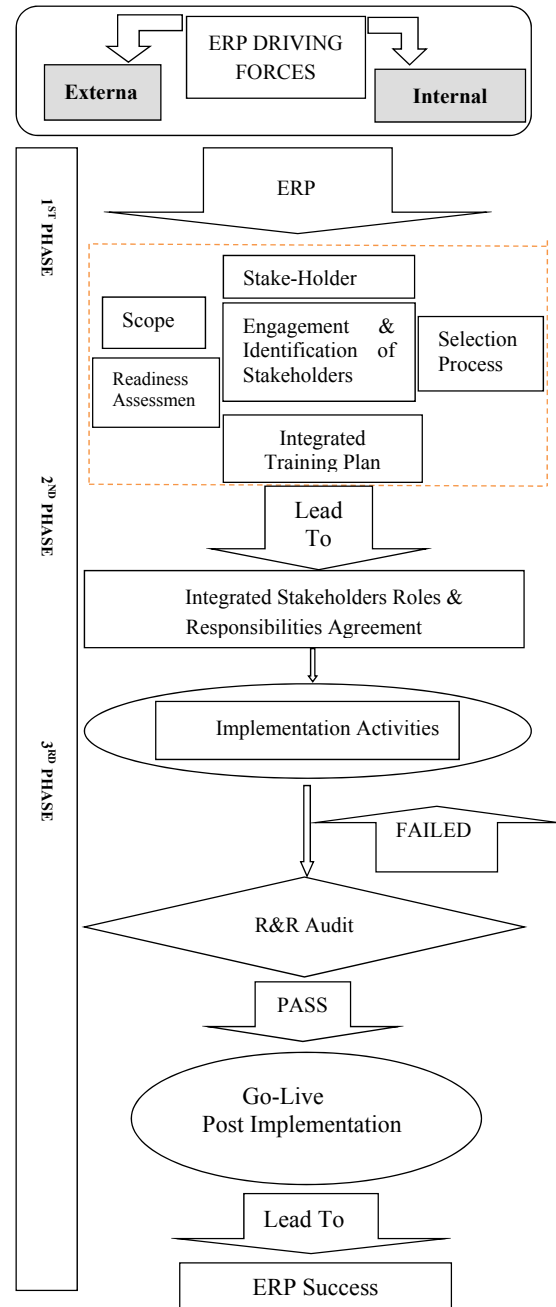 ERP DRIVING
FORCES
Externa
Internal
1ST PHASE
ERP
Stake-Holder
Scope
Engagement &
Identification of
Stakeholders
Selection
Process
Readiness
Assessmen
Integrated
Training Plan
2ND PHASE
Lead
To
Integrated Stakeholders Roles &
Responsibilities Agreement
3RD PHASE
Implementation Activities
FAILED
R&R Audit
PASS
Go-Live
Post Implementation
Lead To
ERP Success